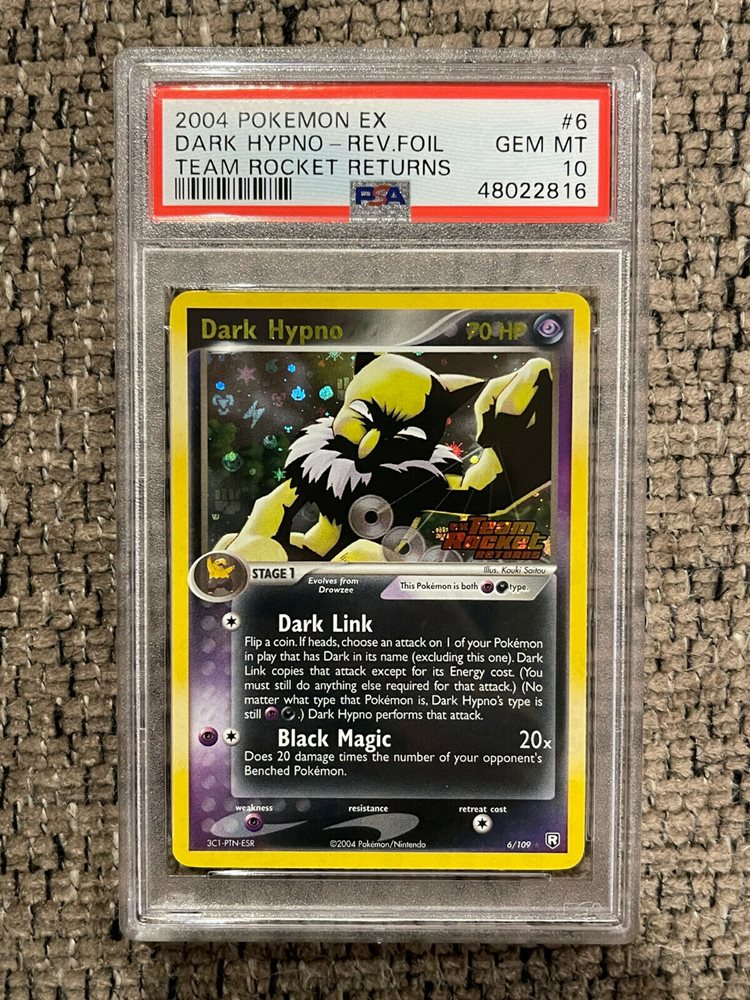 2004 POKEMON EX #6
DARK HYPNO - REV.FOIL GEM MT
TEAM ROCKET RETURNS 10
PSA 48022816
Dark Hypno 70 HP
ex Team
Rocket
RETURNS
Illus. Kouki Saitou
STAGE 1 Evolves from
Drowzee
This Pokémon is both type.
Dark Link
Flip a coin. If heads, choose an attack on 1 of your Pokémon
in play that has Dark in its name (excluding this one). Dark
Link copies that attack except for its Energy cost. (You
must still do anything else required for that attack.) (No
matter what type that Pokémon is, Dark Hypno's type is
still .) Dark Hypno performs that attack.
Black Magic 20x
Does 20 damage times the number of your opponent's
Benched Pokémon.
weakness resistance retreat cost
3C1-PTN-ESR ©2004 Pokémon/Nintendo 6/109 ★ R